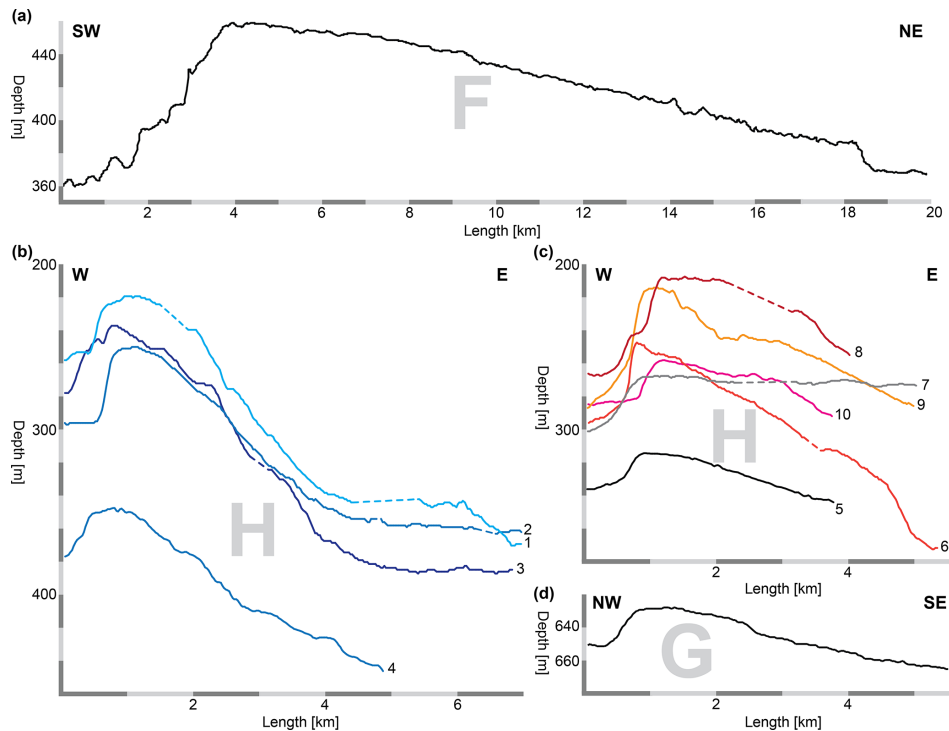 (a)
SW NE
440
400
360
Depth [m]
F
2 4 6 8 10 12 13 16 18 20
Length [km]
(b)
W E
200
300
400
Depth [m]
H
2
1
3
4
2 4 6
Length [km]
(c)
W E
200
300
Depth [m]
H
8
7
9
10
5
6
2 4
Length [km]
(d)
NW SE
640
660
Depth [m]
G
2 4
Length [km]